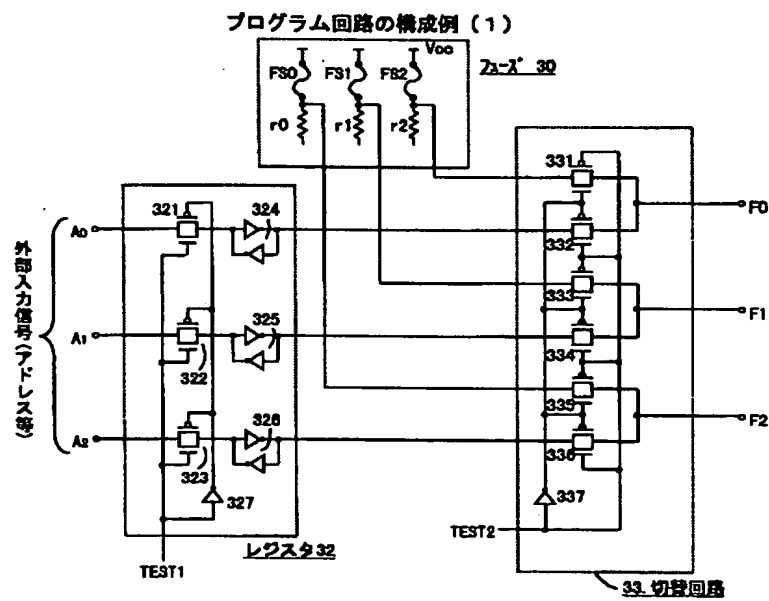 プログラム回路の構成例(1)
Vcc
FS0 FS1 FS2
r0 r1 r2
ヒューズ 30
外部入力信号(アドレス等)
A0
A1
A2
321
322
323
324
325
326
327
TEST1
レジスタ32
331
332
333
334
335
336
337
TEST2
33 切替回路
F0
F1
F2